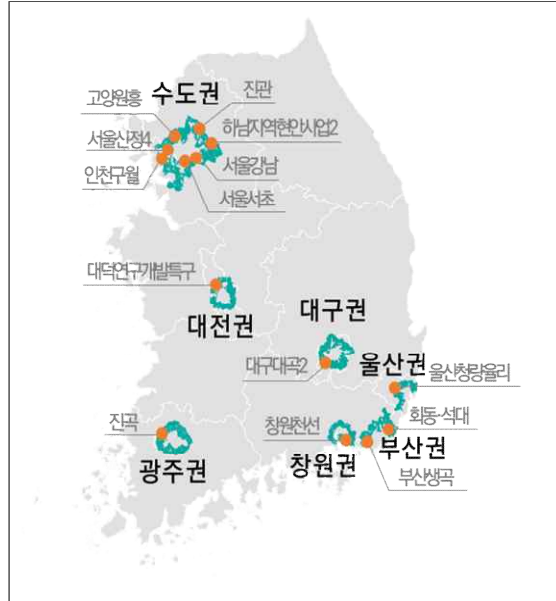 수도권
고양원흥
진관
서울신정4
하남지역현안사업2
인천구월
서울강남
서울서초
대덕연구개발특구
대전권
대구권
대구대곡2
울산권
울산청량율리
진곡
광주권
창원천선
창원권
회동·석대
부산권
부산생곡